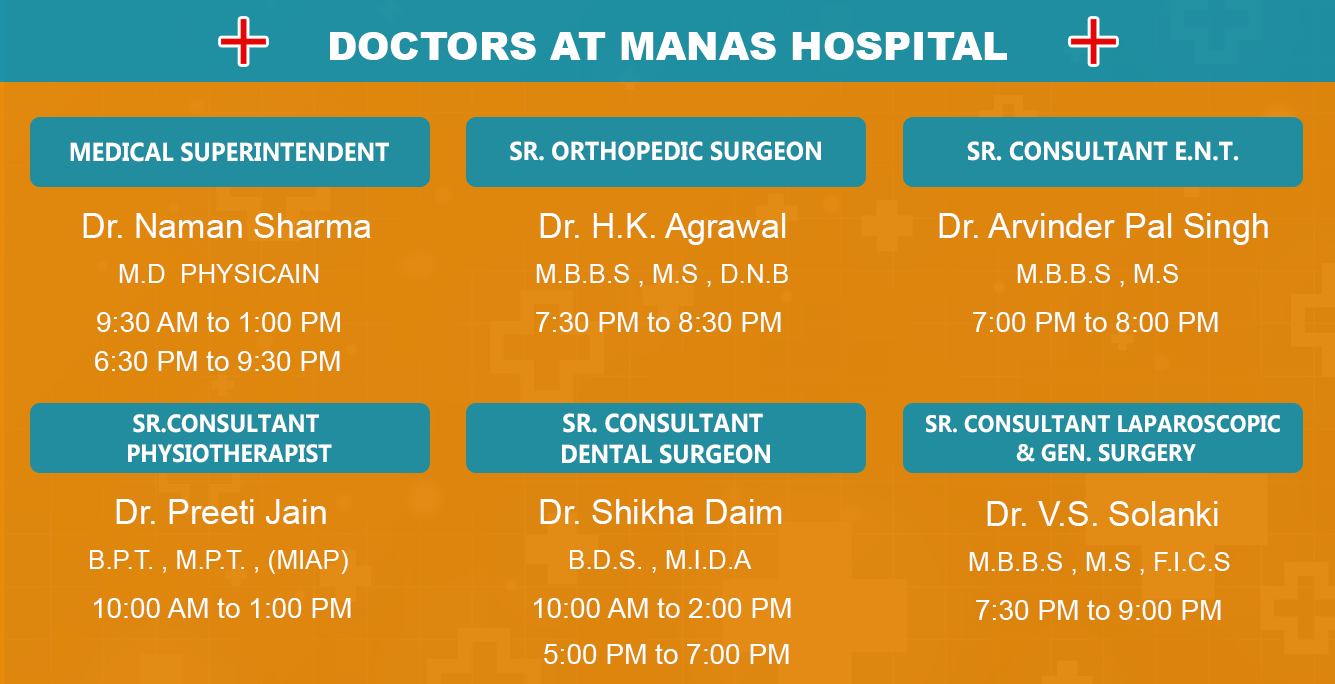 DOCTORS AT MANAS HOSPITAL
MEDICAL SUPERINTENDENT
Dr. Naman Sharma
M.D PHYSICAIN
9:30 AM to 1:00 PM
6:30 PM to 9:30 PM
SR. ORTHOPEDIC SURGEON
Dr. H.K. Agrawal
M.B.B.S , M.S , D.N.B
7:30 PM to 8:30 PM
SR. CONSULTANT E.N.T.
Dr. Arvinder Pal Singh
M.B.B.S , M.S
7:00 PM to 8:00 PM
SR.CONSULTANT
PHYSIOTHERAPIST
Dr. Preeti Jain
B.P.T. , M.P.T. , (MIAP)
10:00 AM to 1:00 PM
SR. CONSULTANT
DENTAL SURGEON
Dr. Shikha Daim
B.D.S. , M.I.D.A
10:00 AM to 2:00 PM
5:00 PM to 7:00 PM
SR. CONSULTANT LAPAROSCOPIC
& GEN. SURGERY
Dr. V.S. Solanki
M.B.B.S , M.S , F.I.C.S
7:30 PM to 9:00 PM